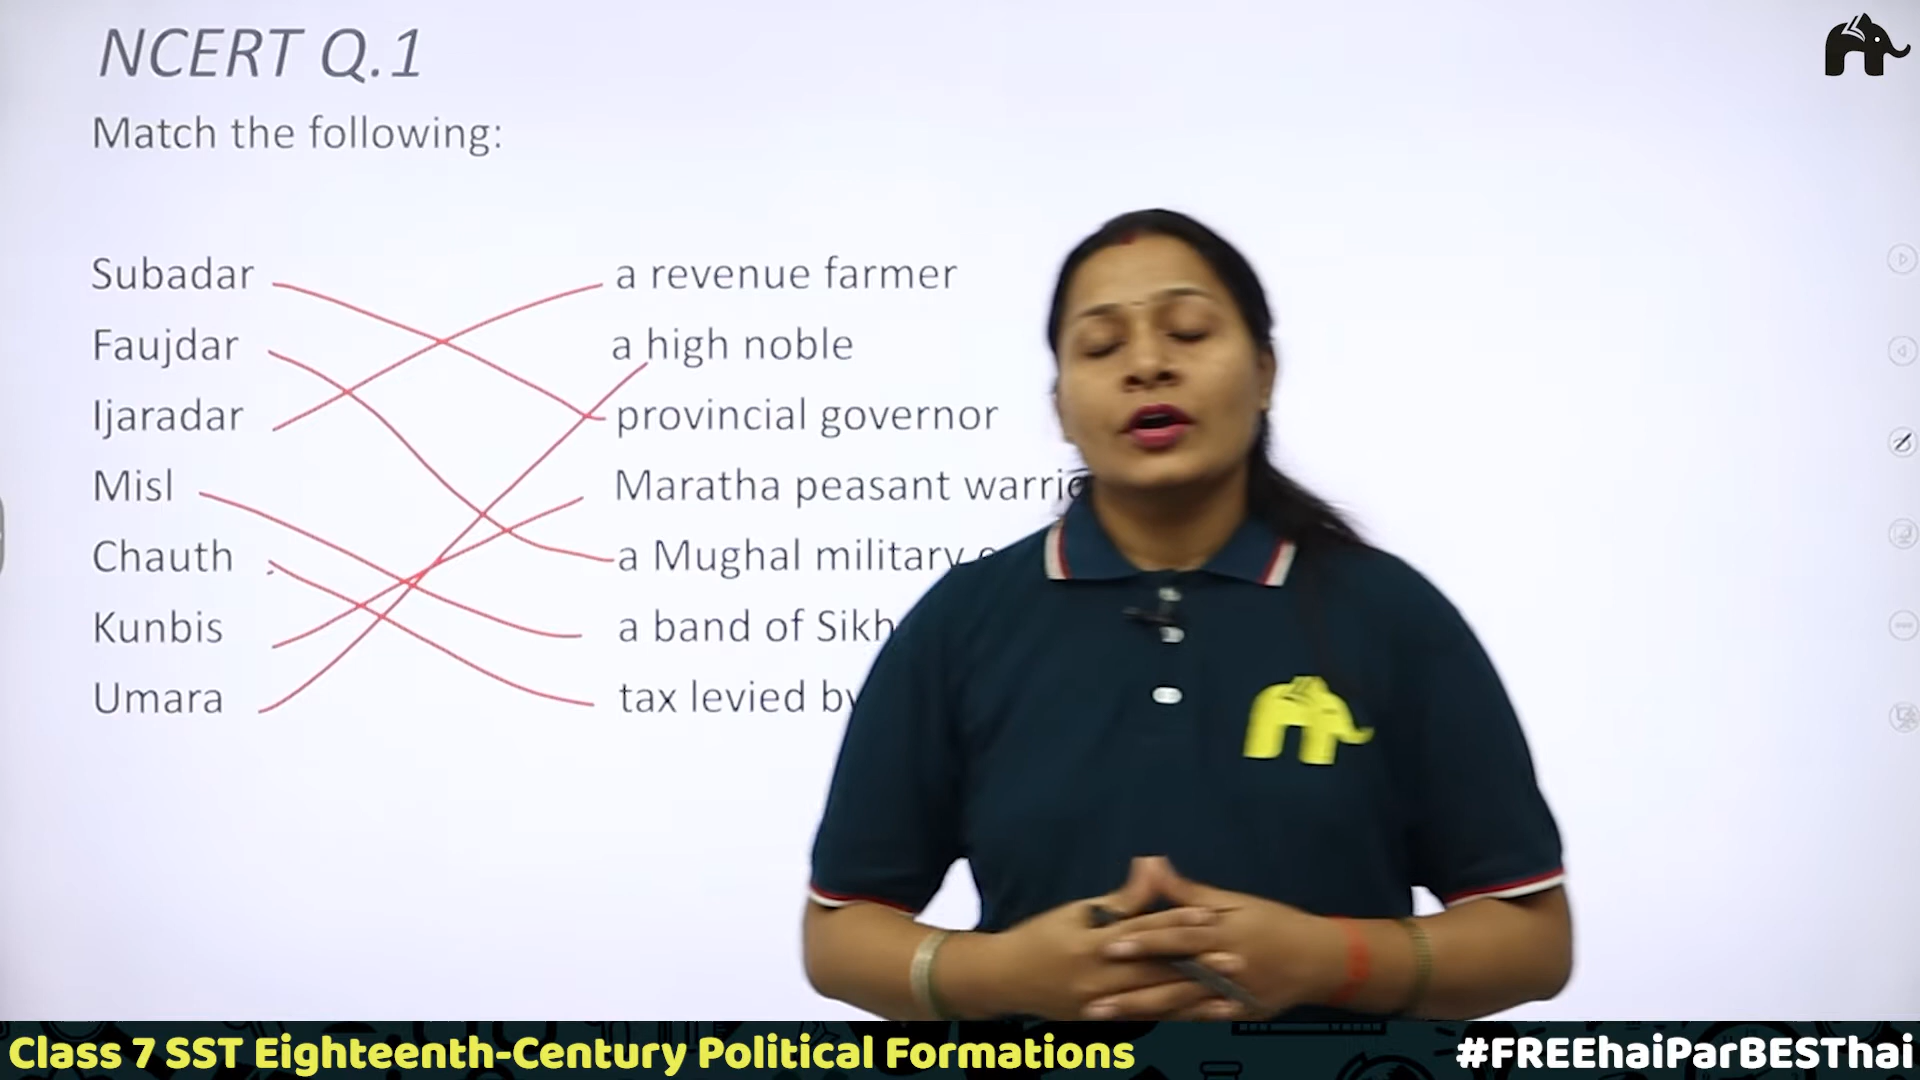 NCERT Q.1
Match the following:
Subadar a revenue farmer
Faujdar a high noble
Ijaradar provincial governor
Misl Maratha peasant
Chauth a Mughal military
Kunbis a band of Sikh
Umara tax levied by
Class 7 SST Eighteenth-Century Political Formations #FREEhaiParBESThai